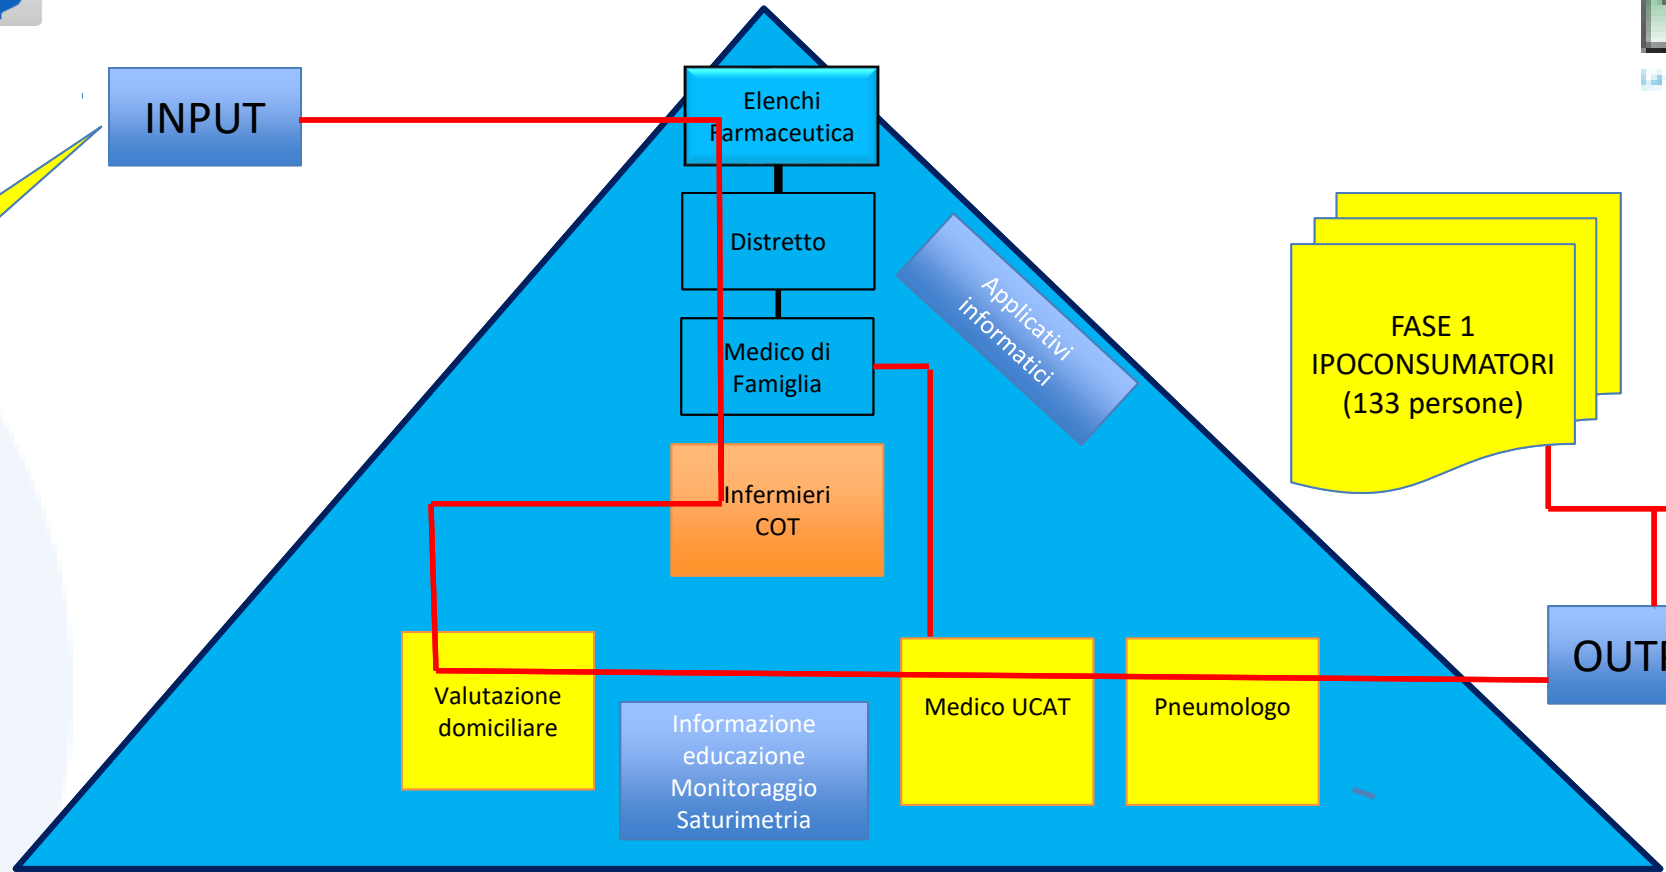 INPUT
Elenchi
Farmaceutica
Distretto
Applicativi
informatici
Medico di
Famiglia
FASE 1
IPOCONSUMATORI
(133 persone)
Infermieri
COT
OUTP
Valutazione
domiciliare
Informazione
educazione
Monitoraggio
Saturimetria
Medico UCAT
Pneumologo